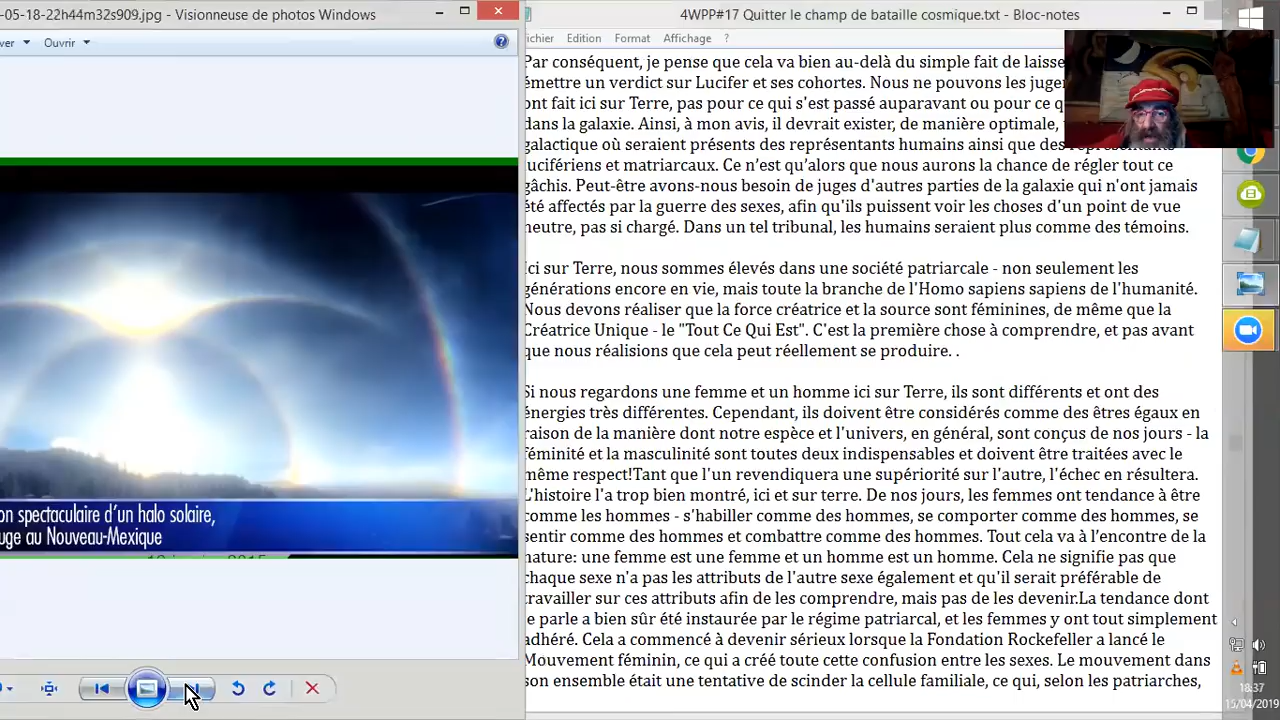 -05-18-22h44m32s909.jpg - Visionneuse de photos Windows
ver
Ouvrir
on spectaculaire d'un halo solaire,
uge au Nouveau-Mexique
4WPP#17 Quitter le champ de bataille cosmique.txt - Bloc-notes
ichier Edition Format Affichage ?
Par conséquent, je pense que cela va bien au-delà du simple fait de laisse
émettre un verdict sur Lucifer et ses cohortes. Nous ne pouvons les juge
ont fait ici sur Terre, pas pour ce qui s'est passé auparavant ou pour ce q
dans la galaxie. Ainsi, à mon avis, il devrait exister, de manière optimale,
galactique où seraient présents des représentants humains ainsi que des représentants
lucifériens et matriarcaux. Ce n'est qu'alors que nous aurons la chance de régler tout ce
gâchis. Peut-être avons-nous besoin de juges d'autres parties de la galaxie qui n'ont jamais
été affectés par la guerre des sexes, afin qu'ils puissent voir les choses d'un point de vue
neutre, pas si chargé. Dans un tel tribunal, les humains seraient plus comme des témoins.
Ici sur Terre, nous sommes élevés dans une société patriarcale - non seulement les
générations encore en vie, mais toute la branche de l'Homo sapiens sapiens de l'humanité.
Nous devons réaliser que la force créatrice et la source sont féminines, de même que la
Créatrice Unique - le "Tout Ce Qui Est". C'est la première chose à comprendre, et pas avant
que nous réalisions que cela peut réellement se produire. .
Si nous regardons une femme et un homme ici sur Terre, ils sont différents et ont des
énergies très différentes. Cependant, ils doivent être considérés comme des êtres égaux en
raison de la manière dont notre espèce et l'univers, en général, sont conçus de nos jours - la
féminité et la masculinité sont toutes deux indispensables et doivent être traitées avec le
même respect!Tant que l'un revendiquera une supériorité sur l'autre, l'échec en résultera.
L'histoire l'a trop bien montré, ici et sur terre. De nos jours, les femmes ont tendance à être
comme les hommes - s'habiller comme des hommes, se comporter comme des hommes, se
sentir comme des hommes et combattre comme des hommes. Tout cela va à l'encontre de la
nature: une femme est une femme et un homme est un homme. Cela ne signifie pas que
chaque sexe n'a pas les attributs de l'autre sexe également et qu'il serait préférable de
travailler sur ces attributs afin de les comprendre, mais pas de les devenir.La tendance dont
je parle a bien sûr été instaurée par le régime patriarcal, et les femmes y ont tout simplement
adhéré. Cela a commencé à devenir sérieux lorsque la Fondation Rockefeller a lancé le
Mouvement féminin, ce qui a créé toute cette confusion entre les sexes. Le mouvement dans
son ensemble était une tentative de scinder la cellule familiale, ce qui, selon les patriarches,
18:37
15/04/2019